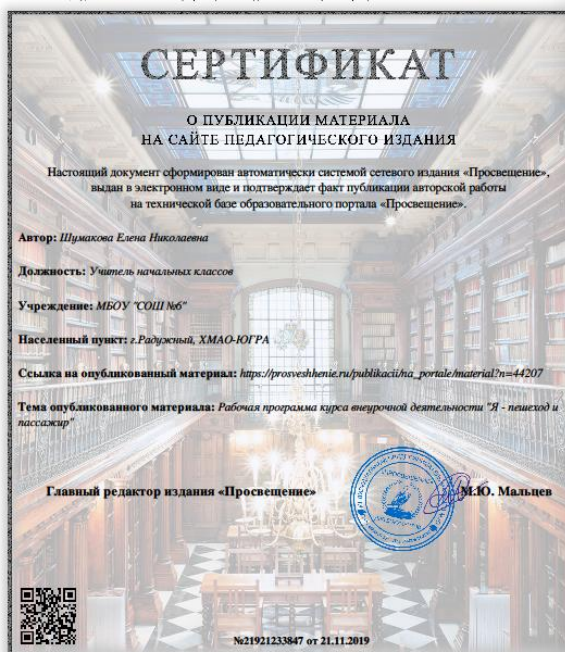 СЕРТИФИКАТ
О ПУБЛИКАЦИИ МАТЕРИАЛА
НА САЙТЕ ПЕДАГОГИЧЕСКОГО ИЗДАНИЯ
Настоящий документ сформирован автоматически системой сетевого издания «Просвещение»,
выдан в электронном виде и подтверждает факт публикации авторской работы
на технической базе образовательного портала «Просвещение».
Автор: Шумакова Елена Николаевна
Должность: Учитель начальных классов
Учреждение: МБОУ "СОШ №6"
Населенный пункт: г.Радужный, ХМАО-ЮГРА
Ссылка на опубликованный материал: https://prosveshhenie.ru/publikacii/na_portale/material?n=44207
Тема опубликованного материала: Рабочая программа курса внеурочной деятельности "Я - пешеход и
пассажир"
Главный редактор издания «Просвещение»
М.Ю. Мальцев
№21921233847 от 21.11.2019